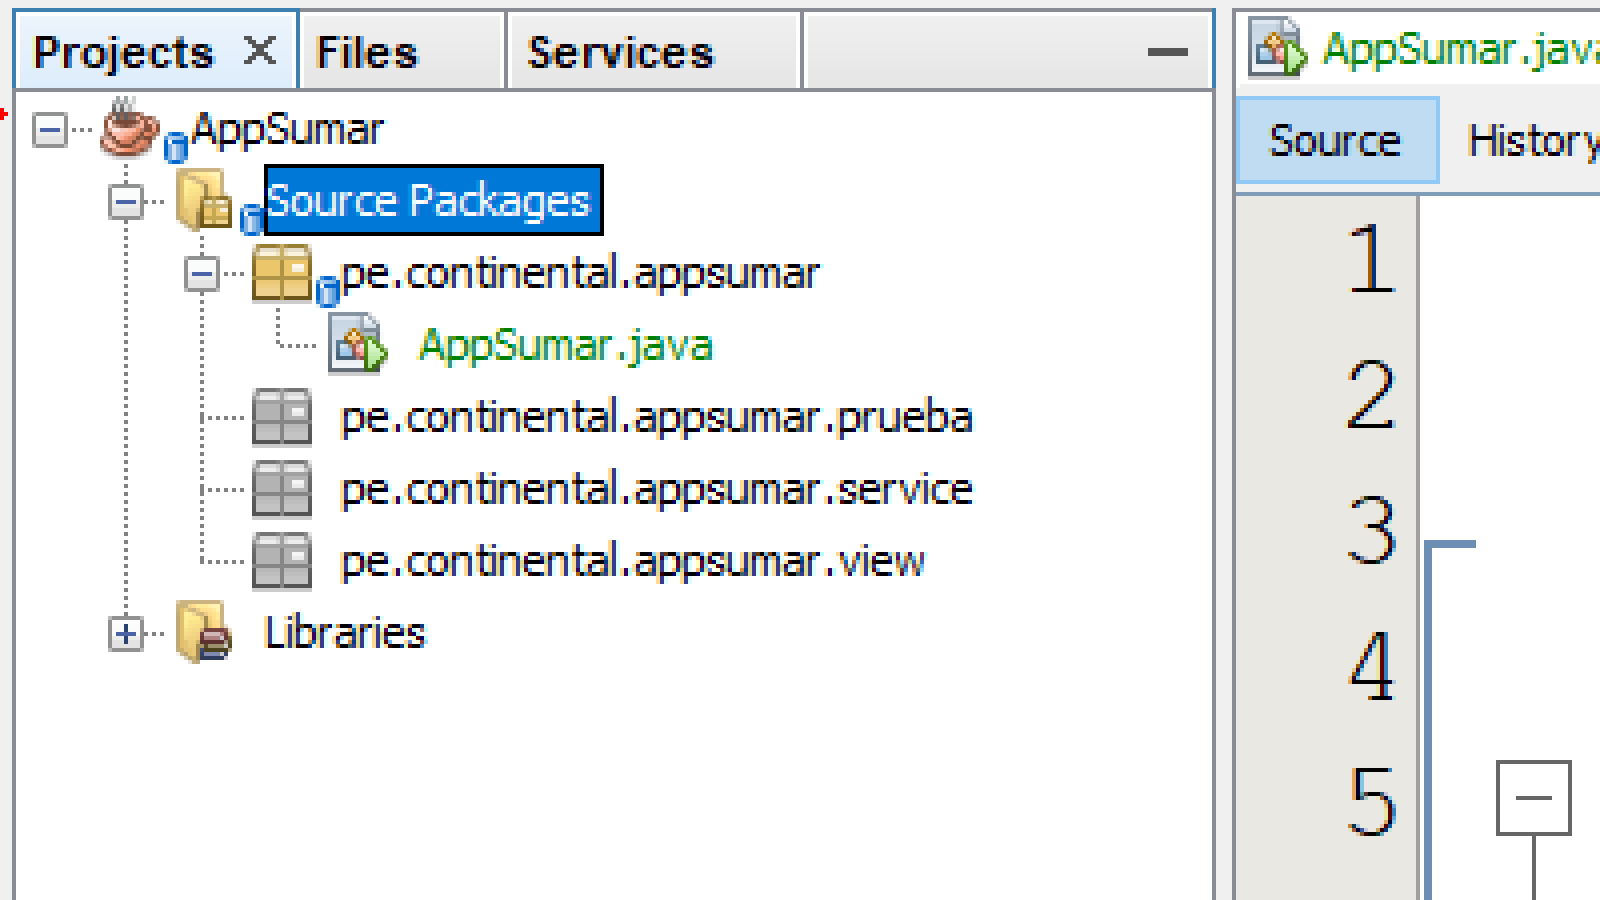 Projects Files Services
AppSumar
Source Packages
pe.continental.appsumar
AppSumar.java
pe.continental.appsumar.prueba
pe.continental.appsumar.service
pe.continental.appsumar.view
Libraries
AppSumar.java
Source History
1
2
3
4
5